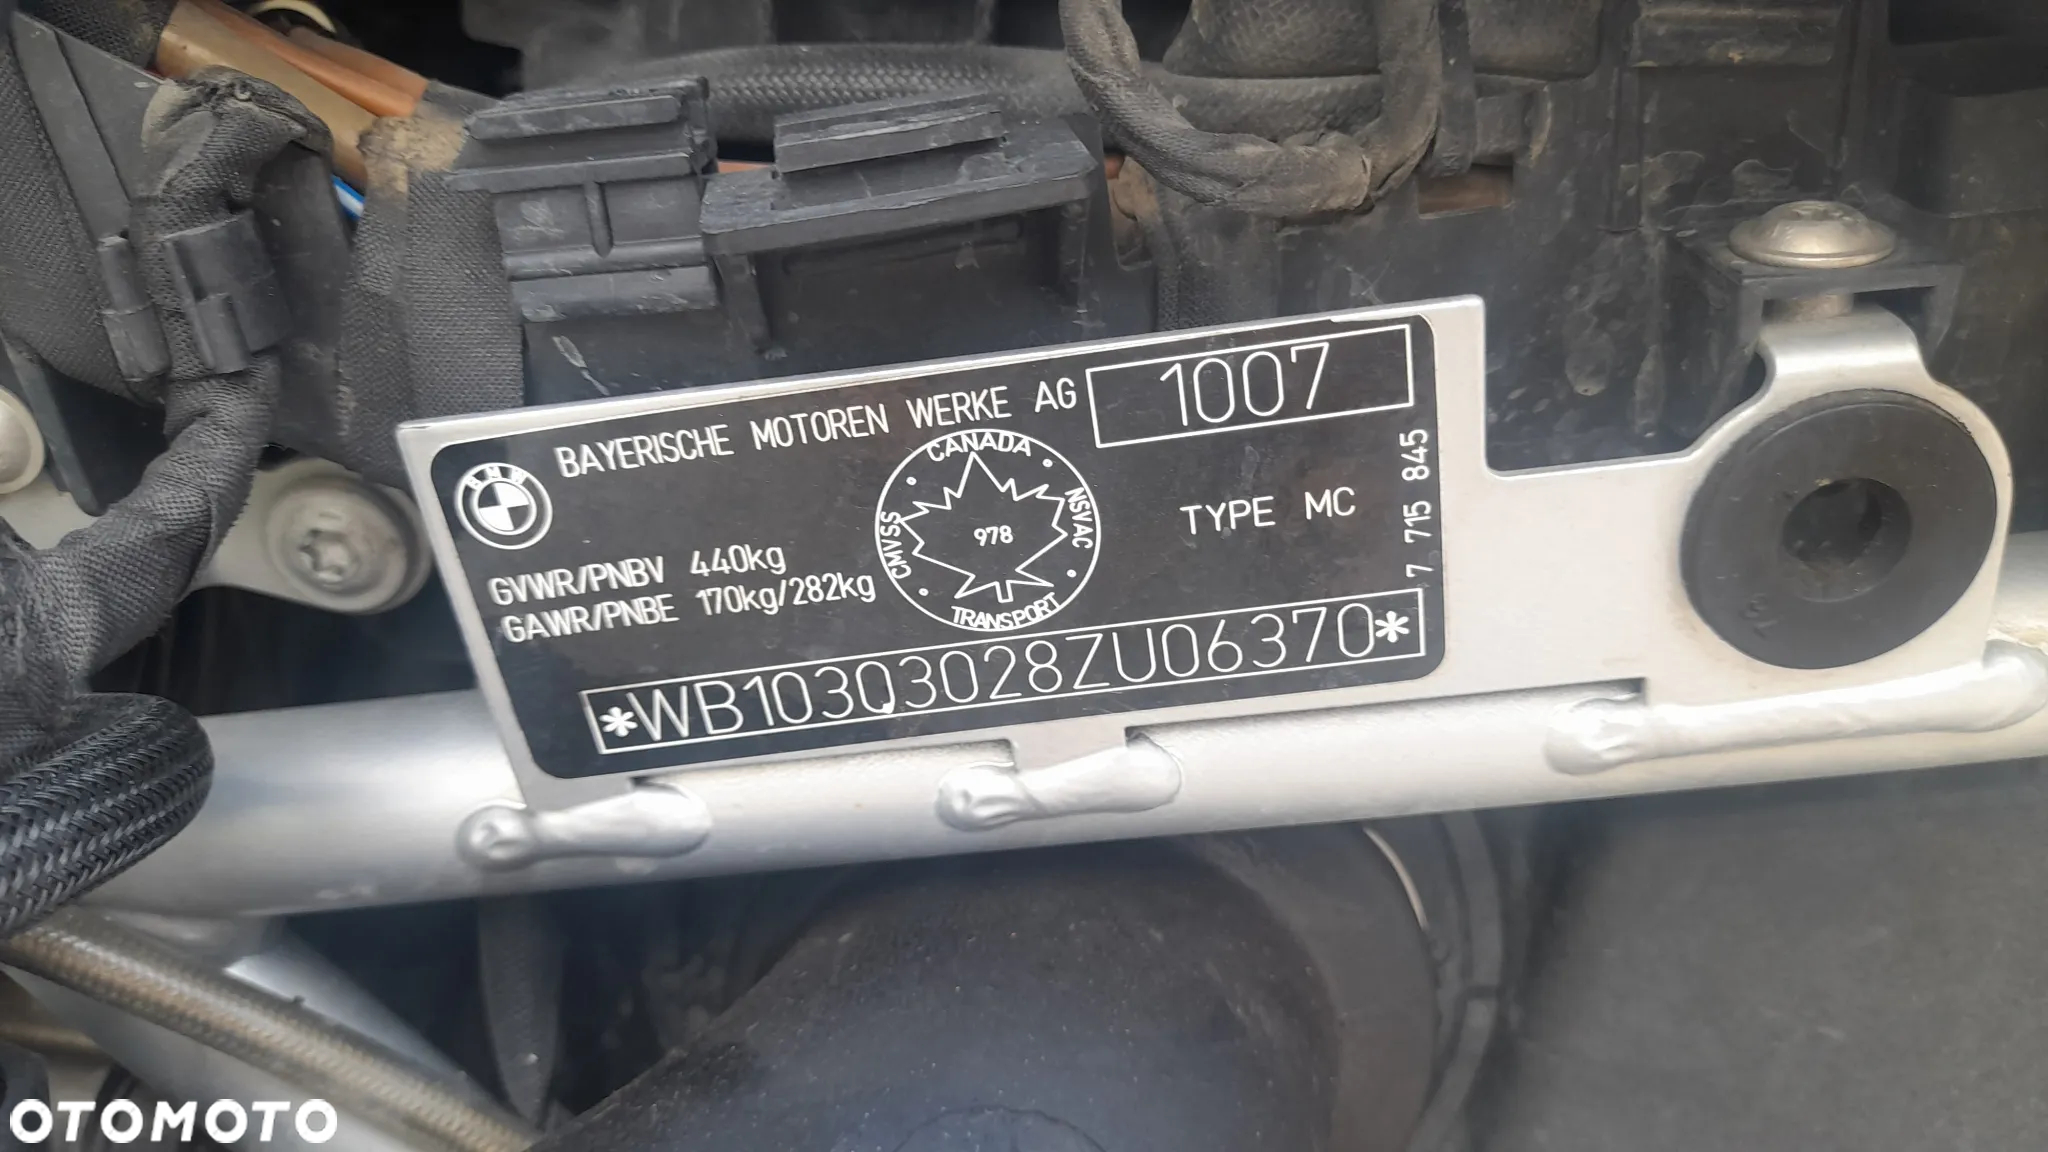 BMW
BAYERISCHE MOTOREN WERKE AG
1007
CANADA
NSVAC
TRANSPORT
CMVSS
978
TYPE MC
7 715 845
GVWR/PNBV 440kg
GAWR/PNBE 170kg/282kg
*WB10303028ZU06370*
OTOMOTO